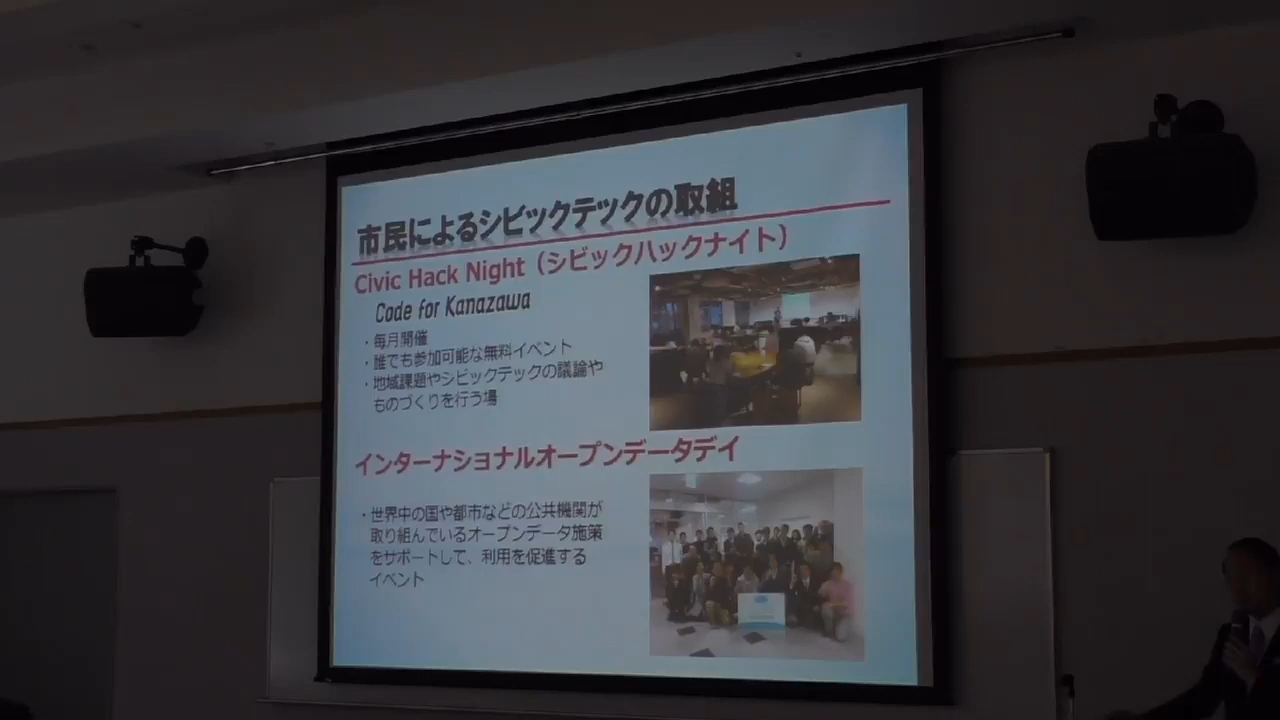 市民によるシビックテックの取組
Civic Hack Night（シビックハックナイト）
Code for Kanazawa
・毎月開催
・誰でも参加可能な無料イベント
・地域課題やシビックテックの議論や
ものづくりを行う場
インターナショナルオープンデータデイ
・世界中の国や都市などの公共機関が
取り組んでいるオープンデータ施策
をサポートして、利用を促進する
イベント